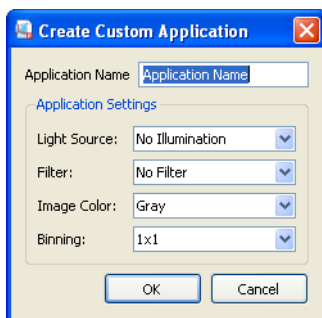 Create Custom Application
Application Name Application Name
Application Settings
Light Source: No Illumination
Filter: No Filter
Image Color: Gray
Binning: 1x1
OK Cancel